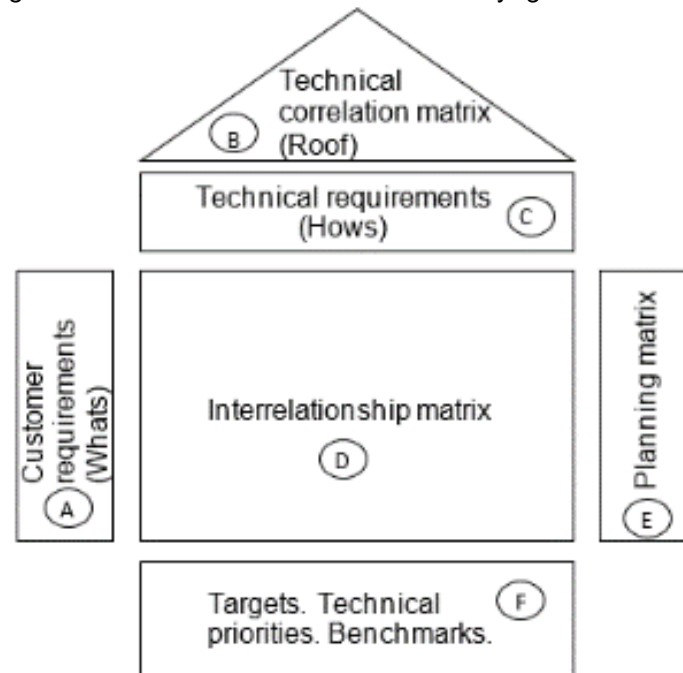 Technical
correlation matrix
B
(Roof)
Technical requirements
(Hows)
C
Customer
requirements
(Whats)
A
Interrelationship matrix
D
Planning matrix
E
Targets. Technical
priorities. Benchmarks.
F